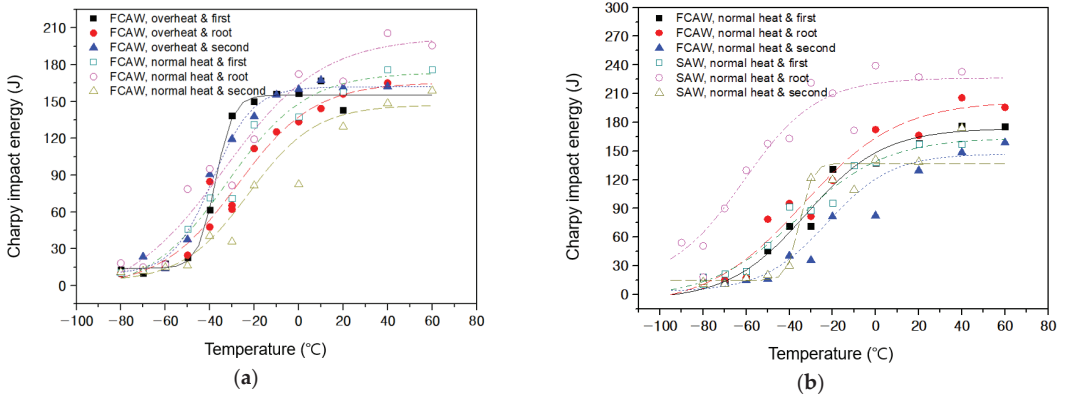 Charpy impact energy (J)
210
180
150
120
90
60
30
0
FCAW, overheat & first
FCAW, overheat & root
FCAW, overheat & second
FCAW, normal heat & first
FCAW, normal heat & root
FCAW, normal heat & second
−100 −80 −60 −40 −20 0 20 40 60 80
Temperature (℃)
(a)
Charpy impact energy (J)
300
270
240
210
180
150
120
90
60
30
0
FCAW, normal heat & first
FCAW, normal heat & root
FCAW, normal heat & second
SAW, normal heat & first
SAW, normal heat & root
SAW, normal heat & second
−100 −80 −60 −40 −20 0 20 40 60 80
Temperature (℃)
(b)